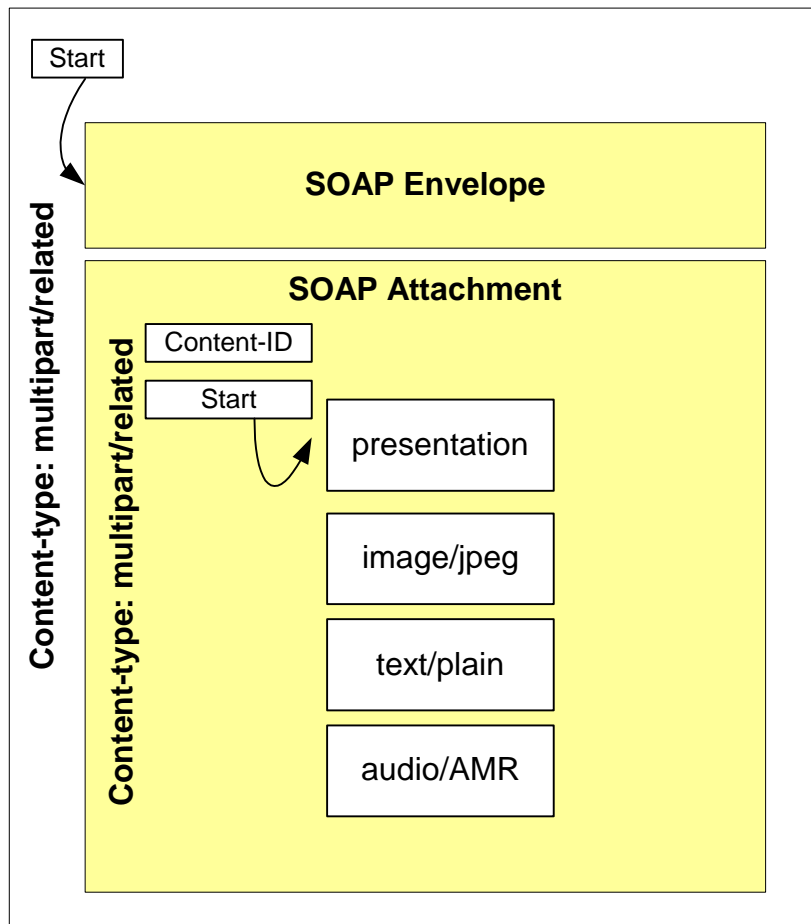 Start
Content-type: multipart/related
SOAP Envelope
SOAP Attachment
Content-type: multipart/related
Content-ID
Start
presentation
image/jpeg
text/plain
audio/AMR